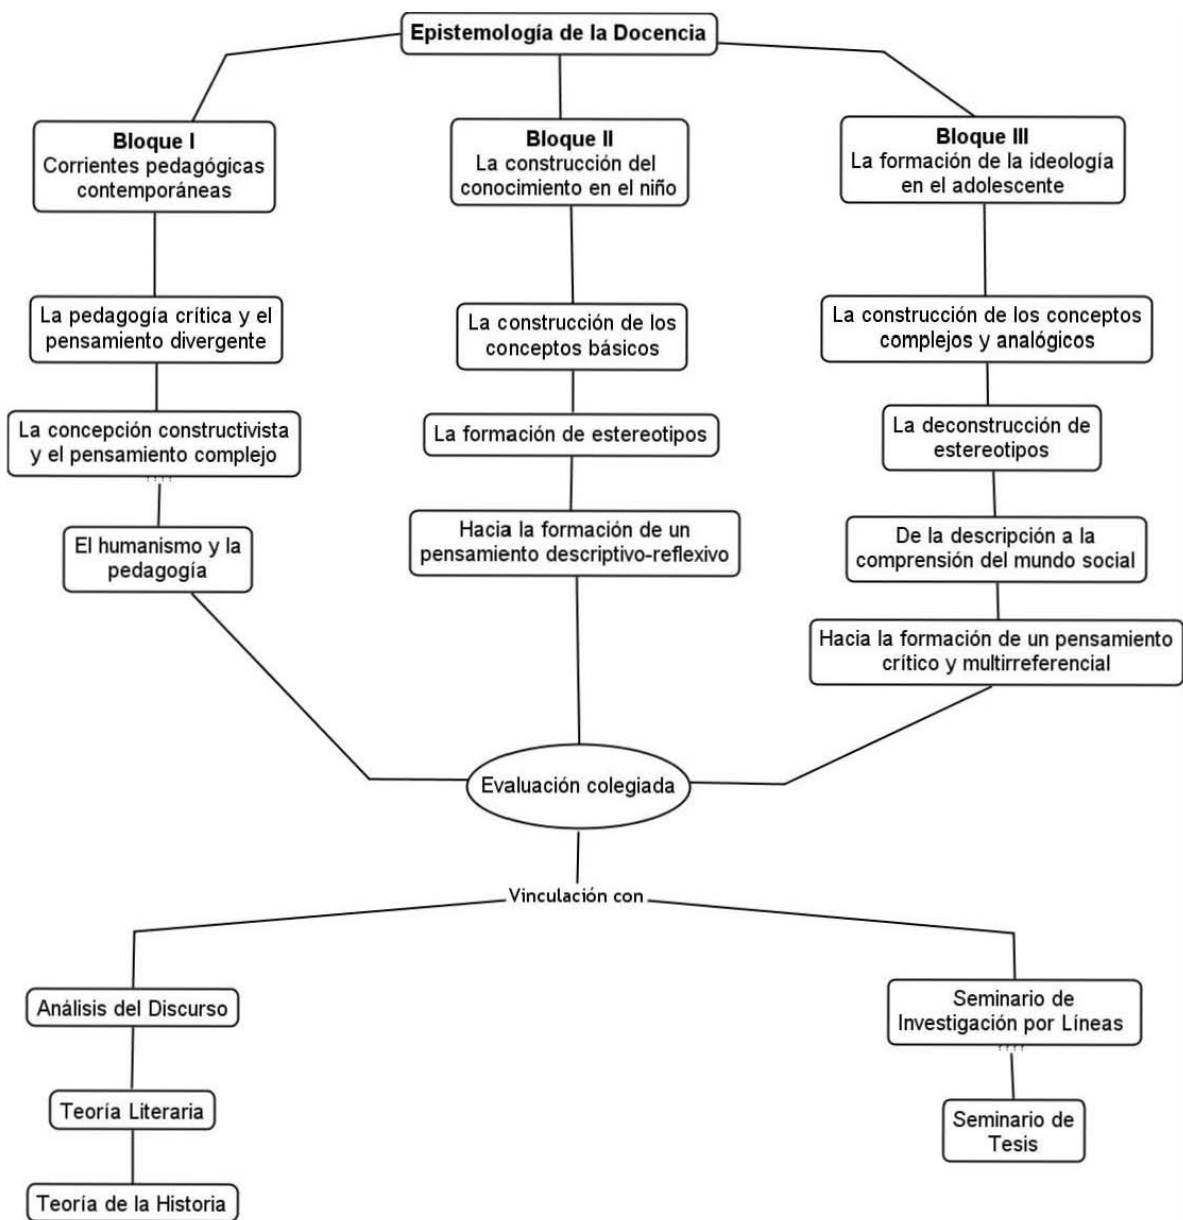 Epistemología de la Docencia
Bloque I
Corrientes pedagógicas
contemporáneas
Bloque II
La construcción del
conocimiento en el niño
Bloque III
La formación de la ideología
en el adolescente
La pedagogía crítica y el
pensamiento divergente
La construcción de los
conceptos básicos
La construcción de los conceptos
complejos y analógicos
La concepción constructivista
y el pensamiento complejo
La formación de estereotipos
La deconstrucción de
estereotipos
El humanismo y la
pedagogía
Hacia la formación de un
pensamiento descriptivo-reflexivo
De la descripción a la
comprensión del mundo social
Hacia la formación de un pensamiento
crítico y multirreferencial
Evaluación colegiada
Vinculación con
Análisis del Discurso
Seminario de
Investigación por Líneas
Teoría Literaria
Seminario de
Tesis
Teoría de la Historia